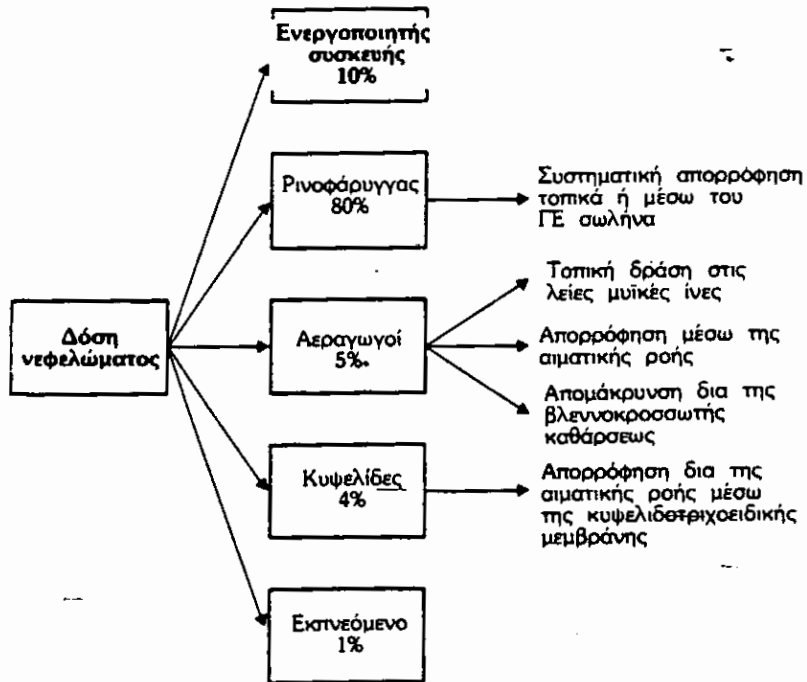 Ενεργοποιητής
συσκευής
10%
Ρινοφάρυγγας
80%
Συστηματική απορρόφηση
τοπικά ή μέσω του
ΓΕ σωλήνα
Δόση
νεφελώματος
Αεραγωγοί
5%
Τοπική δράση στις
λείες μυϊκές ίνες
Απορρόφηση μέσω της
αιματικής ροής
Απομάκρυνση δια της
βλεννοκροσσωτής
καθάρσεως
Κυψελίδες
4%
Απορρόφηση δια της
αιματικής ροής μέσω
της κυψελιδοτριχοειδικής
μεμβράνης
Εκπνεόμενο
1%